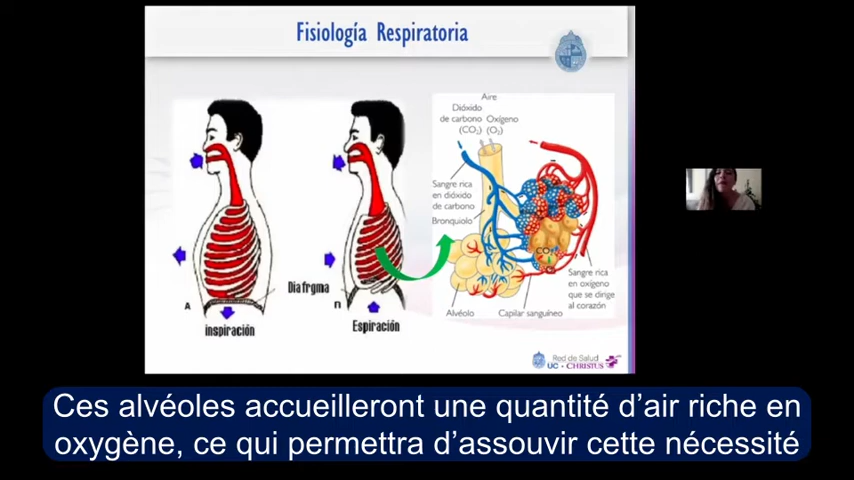 Fisiología Respiratoria
Aire
Dióxido
de carbono
(CO₂)
Oxígeno
(O₂)
Sangre rica
en dióxido
de carbono
Bronquiolo
CO₂
O₂
Alvéolo
Capilar sanguíneo
Sangre rica
en oxígeno
que se dirige
al corazón
Diafrgma
A
inspiración
Espiración
Red de Salud
UC · CHRISTUS
Ces alvéoles accueilleront une quantité d’air riche en
oxygène, ce qui permettra d’assouvir cette nécessité